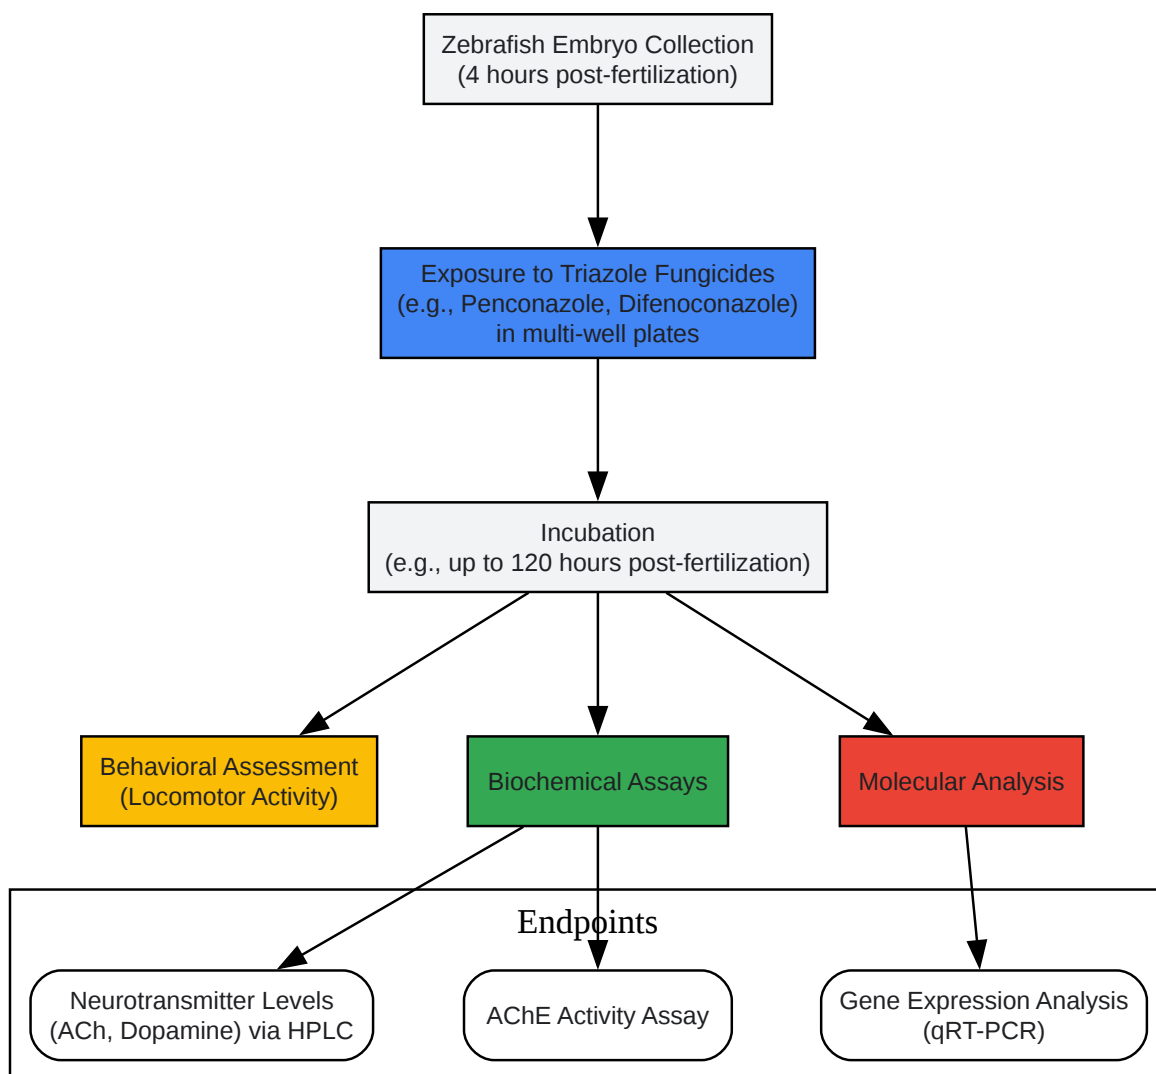 Zebrafish Embryo Collection
(4 hours post-fertilization)
Exposure to Triazole Fungicides
(e.g., Penconazole, Difenoconazole)
in multi-well plates
Incubation
(e.g., up to 120 hours post-fertilization)
Behavioral Assessment
(Locomotor Activity)
Biochemical Assays
Molecular Analysis
Endpoints
Neurotransmitter Levels
(ACh, Dopamine) via HPLC
AChE Activity Assay
Gene Expression Analysis
(qRT-PCR)